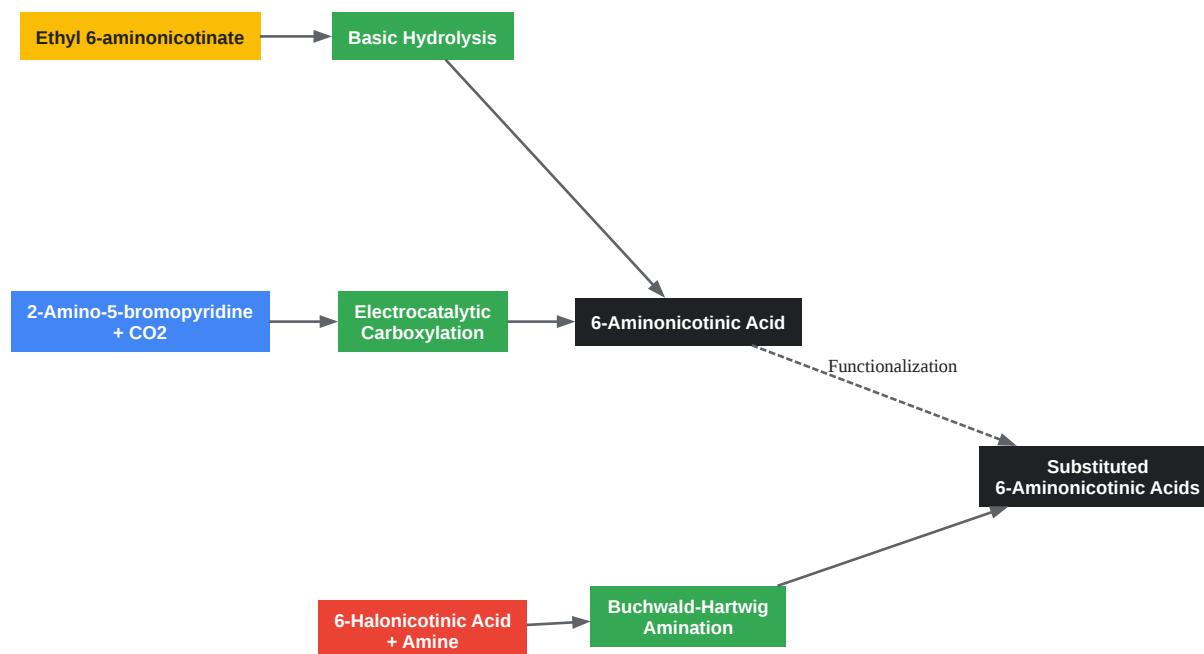 Ethyl 6-aminonicotinate
Basic Hydrolysis
2-Amino-5-bromopyridine
+ CO2
Electrocatalytic
Carboxylation
6-Aminonicotinic Acid
Functionalization
Substituted
6-Aminonicotinic Acids
6-Halonicotinic Acid
+ Amine
Buchwald-Hartwig
Amination